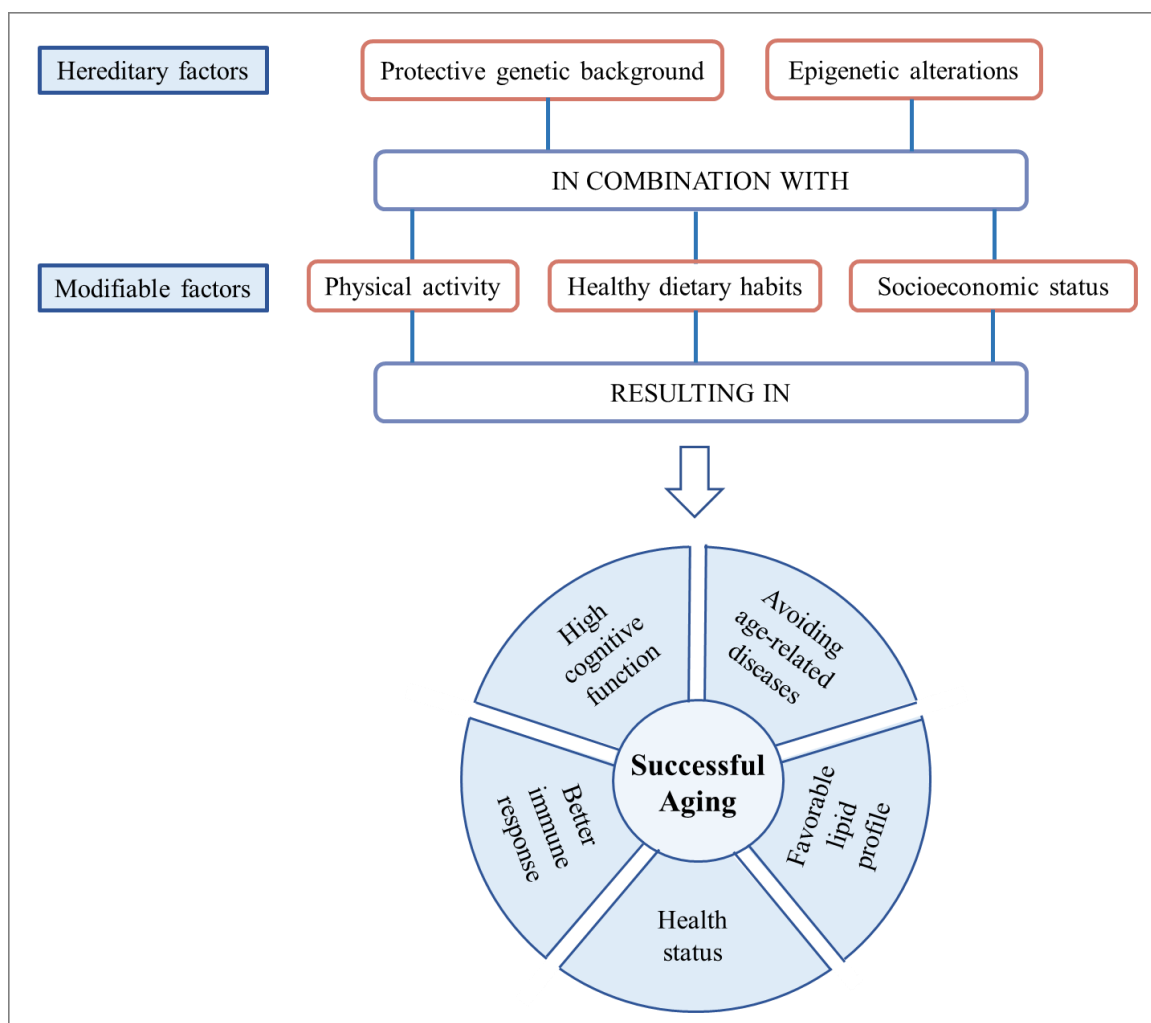 Hereditary factors
Protective genetic background
Epigenetic alterations
IN COMBINATION WITH
Modifiable factors
Physical activity
Healthy dietary habits
Socioeconomic status
RESULTING IN
High
cognitive
function
Avoiding
age-related
diseases
Better
immune
response
Successful
Aging
Favorable
lipid
profile
Health
status